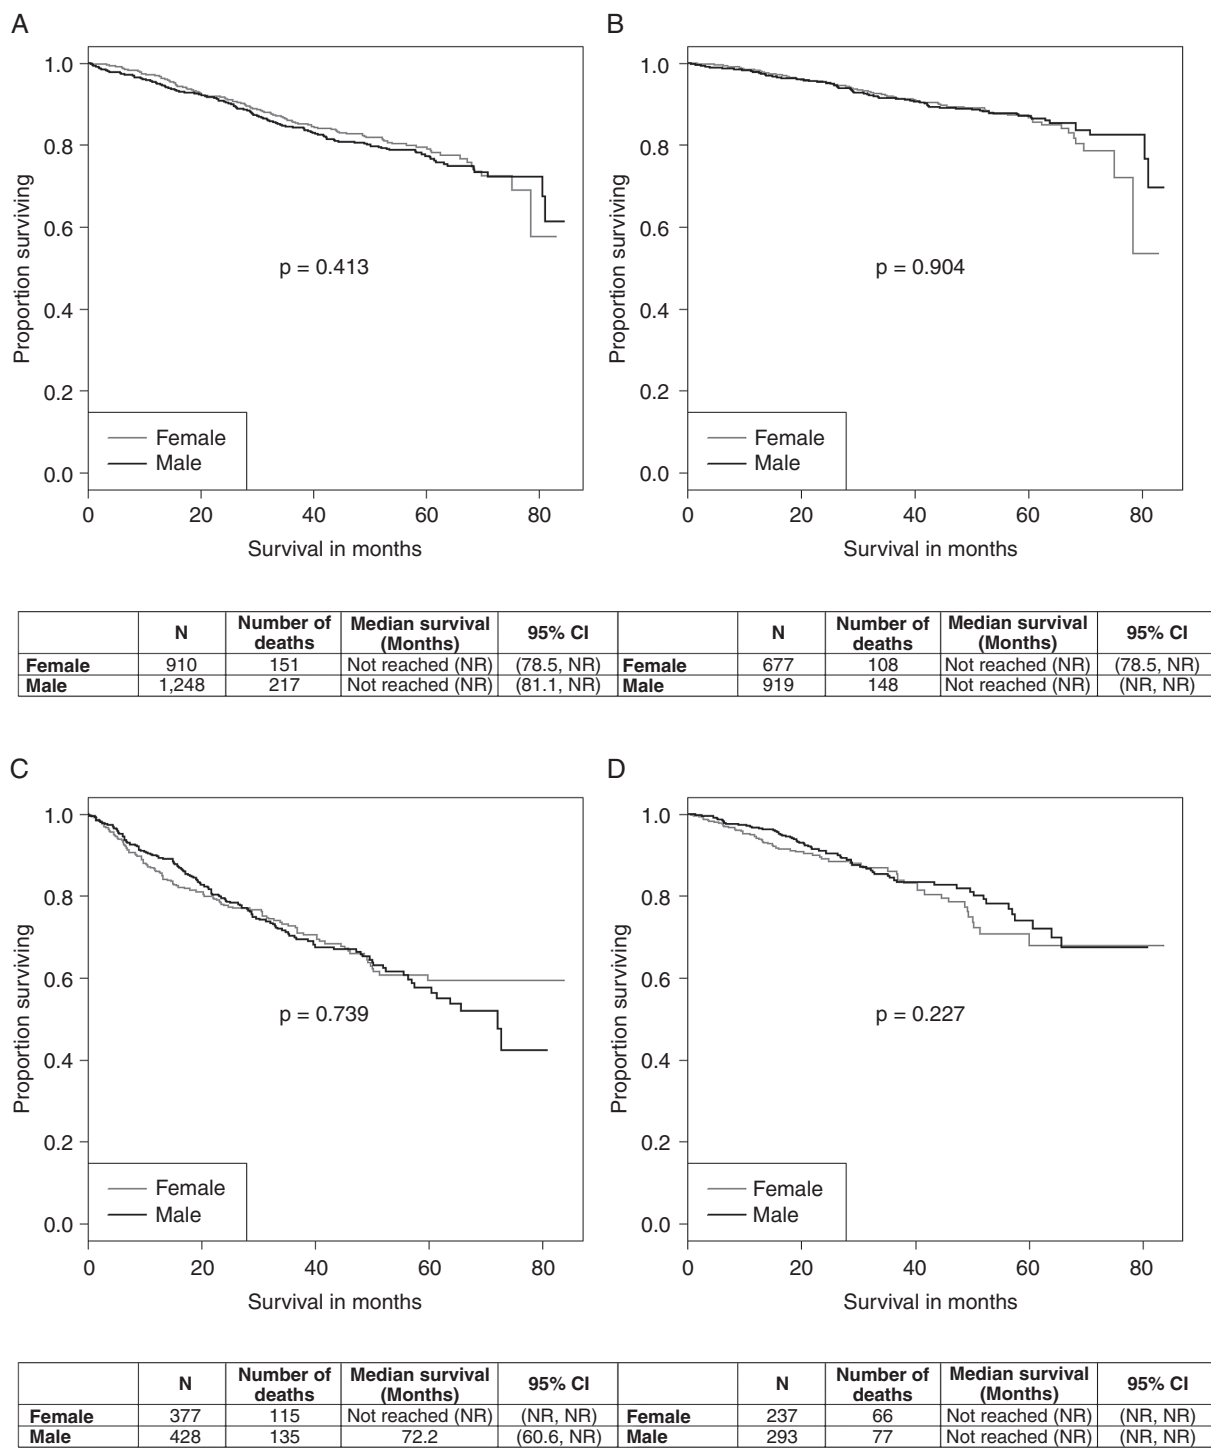 A
1.0
0.8
0.6
0.4
0.2
0.0
Proportion surviving
p = 0.413
Female
Male
0 20 40 60 80
Survival in months
B
1.0
0.8
0.6
0.4
0.2
0.0
Proportion surviving
p = 0.904
Female
Male
0 20 40 60 80
Survival in months
N Number of deaths Median survival (Months) 95% CI N Number of deaths Median survival (Months) 95% CI
Female 910 151 Not reached (NR) (78.5, NR) Female 677 108 Not reached (NR) (78.5, NR)
Male 1,248 217 Not reached (NR) (81.1, NR) Male 919 148 Not reached (NR) (NR, NR)
C
1.0
0.8
0.6
0.4
0.2
0.0
Proportion surviving
p = 0.739
Female
Male
0 20 40 60 80
Survival in months
D
1.0
0.8
0.6
0.4
0.2
0.0
Proportion surviving
p = 0.227
Female
Male
0 20 40 60 80
Survival in months
N Number of deaths Median survival (Months) 95% CI N Number of deaths Median survival (Months) 95% CI
Female 377 115 Not reached (NR) (NR, NR) Female 237 66 Not reached (NR) (NR, NR)
Male 428 135 72.2 (60.6, NR) Male 293 77 Not reached (NR) (NR, NR)